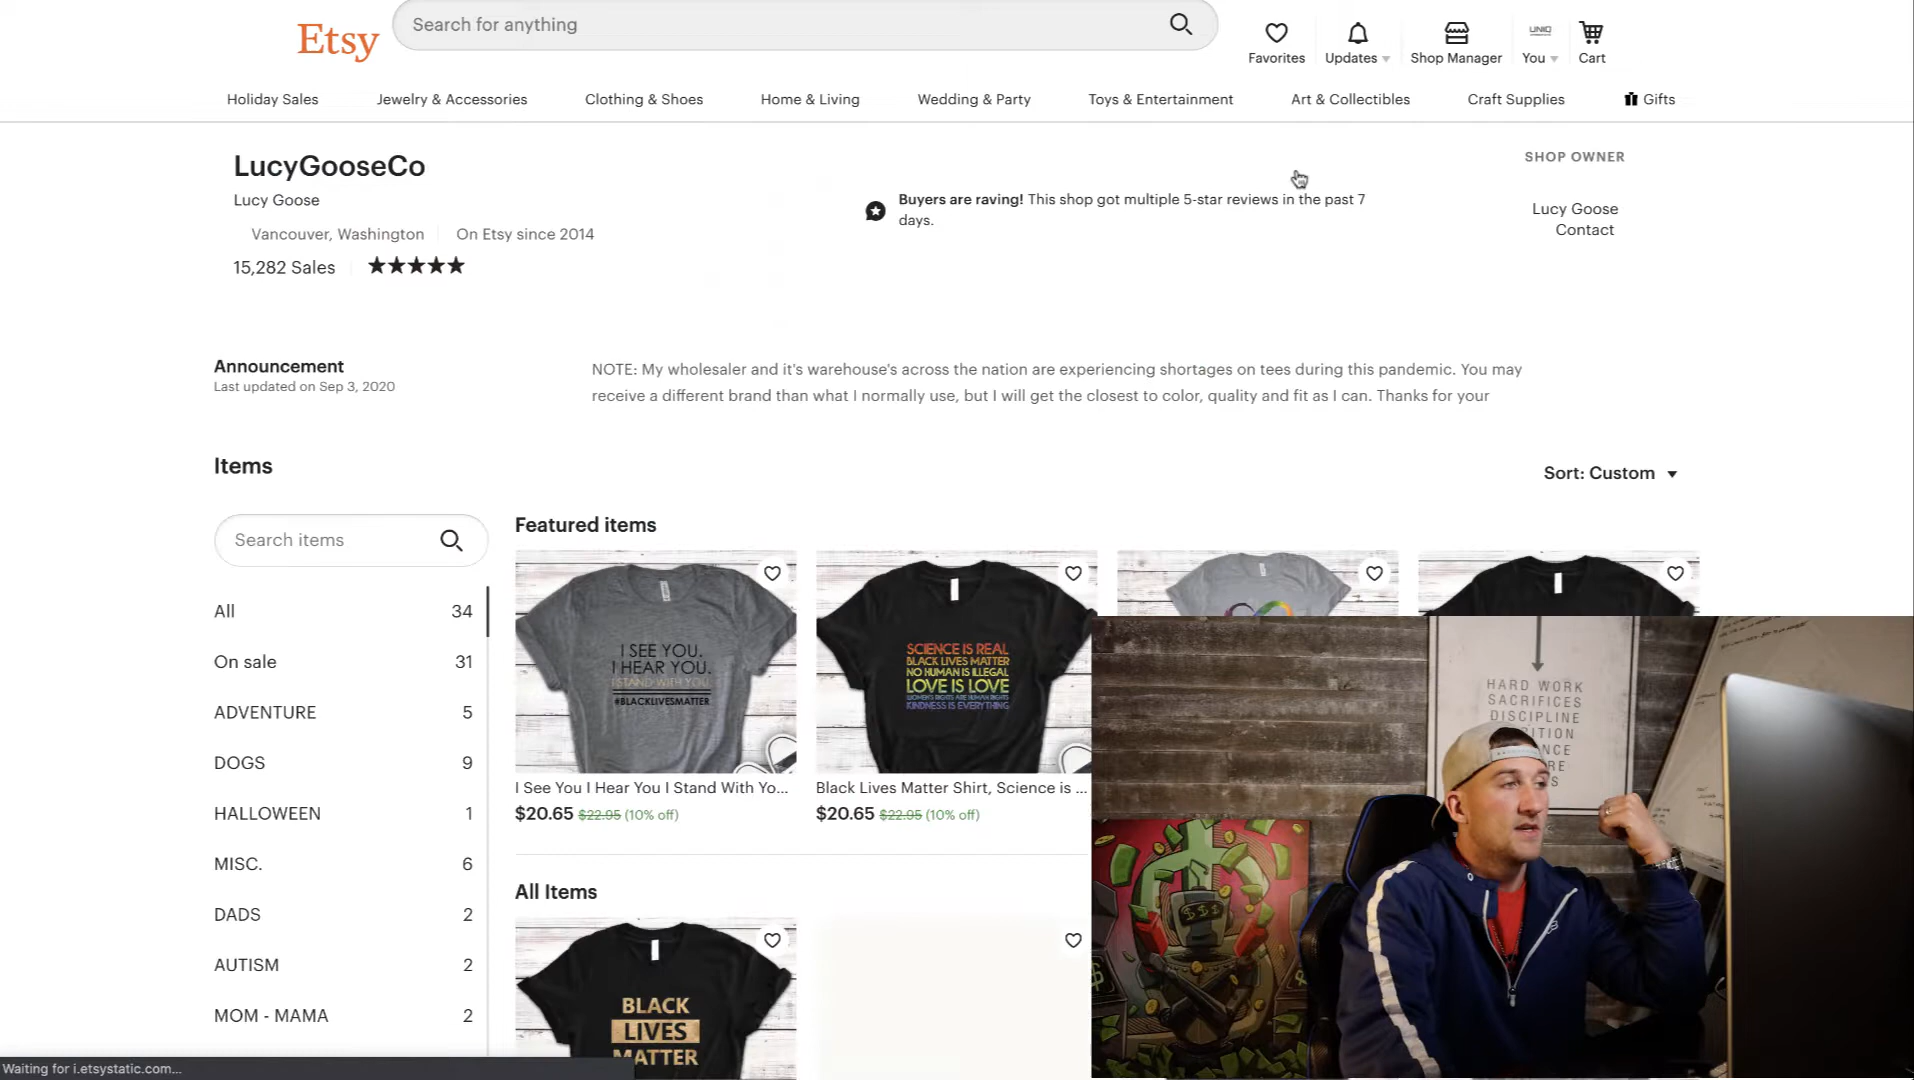 Etsy
Search for anything
Favorites
Updates
Shop Manager
UNIQ
You
Cart
Holiday Sales
Jewelry & Accessories
Clothing & Shoes
Home & Living
Wedding & Party
Toys & Entertainment
Art & Collectibles
Craft Supplies
Gifts
LucyGooseCo
Lucy Goose
Vancouver, Washington
On Etsy since 2014
15,282 Sales
Buyers are raving! This shop got multiple 5-star reviews in the past 7
days.
SHOP OWNER
Lucy Goose
Contact
Announcement
Last updated on Sep 3, 2020
NOTE: My wholesaler and it's warehouse's across the nation are experiencing shortages on tees during this pandemic. You may
receive a different brand than what I normally use, but I will get the closest to color, quality and fit as I can. Thanks for your
Items
Sort: Custom
Search items
All 34
On sale 31
ADVENTURE 5
DOGS 9
HALLOWEEN 1
MISC. 6
DADS 2
AUTISM 2
MOM - MAMA 2
Featured items
I SEE YOU.
I HEAR YOU.
I STAND WITH YOU.
#BLACKLIVESMATTER
I See You I Hear You I Stand With Yo...
$20.65 $22.95 (10% off)
SCIENCE IS REAL
BLACK LIVES MATTER
NO HUMAN IS ILLEGAL
LOVE IS LOVE
WOMEN'S RIGHTS ARE HUMAN RIGHTS
KINDNESS IS EVERYTHING
Black Lives Matter Shirt, Science is ...
$20.65 $22.95 (10% off)
All Items
BLACK
LIVES
MATTER
HARD WORK
SACRIFICES
DISCIPLINE
$$$
Waiting for i.etsystatic.com...